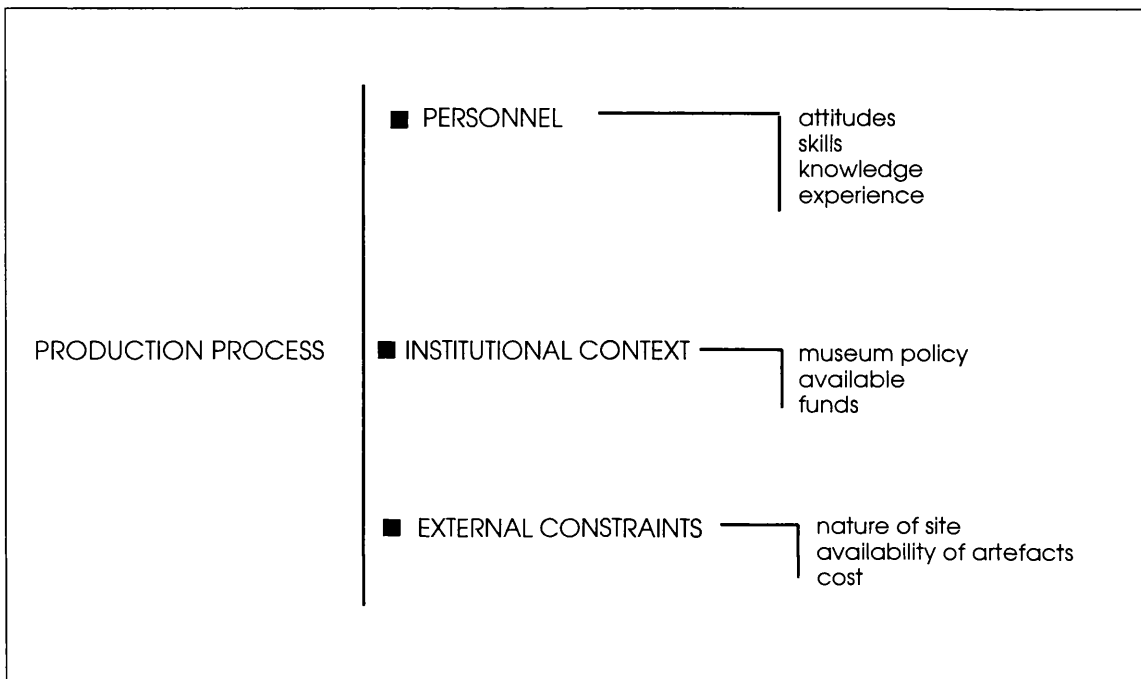 PERSONNEL
attitudes
skills
knowledge
experience
PRODUCTION PROCESS
INSTITUTIONAL CONTEXT
museum policy
available
funds
EXTERNAL CONSTRAINTS
nature of site
availability of artefacts
cost